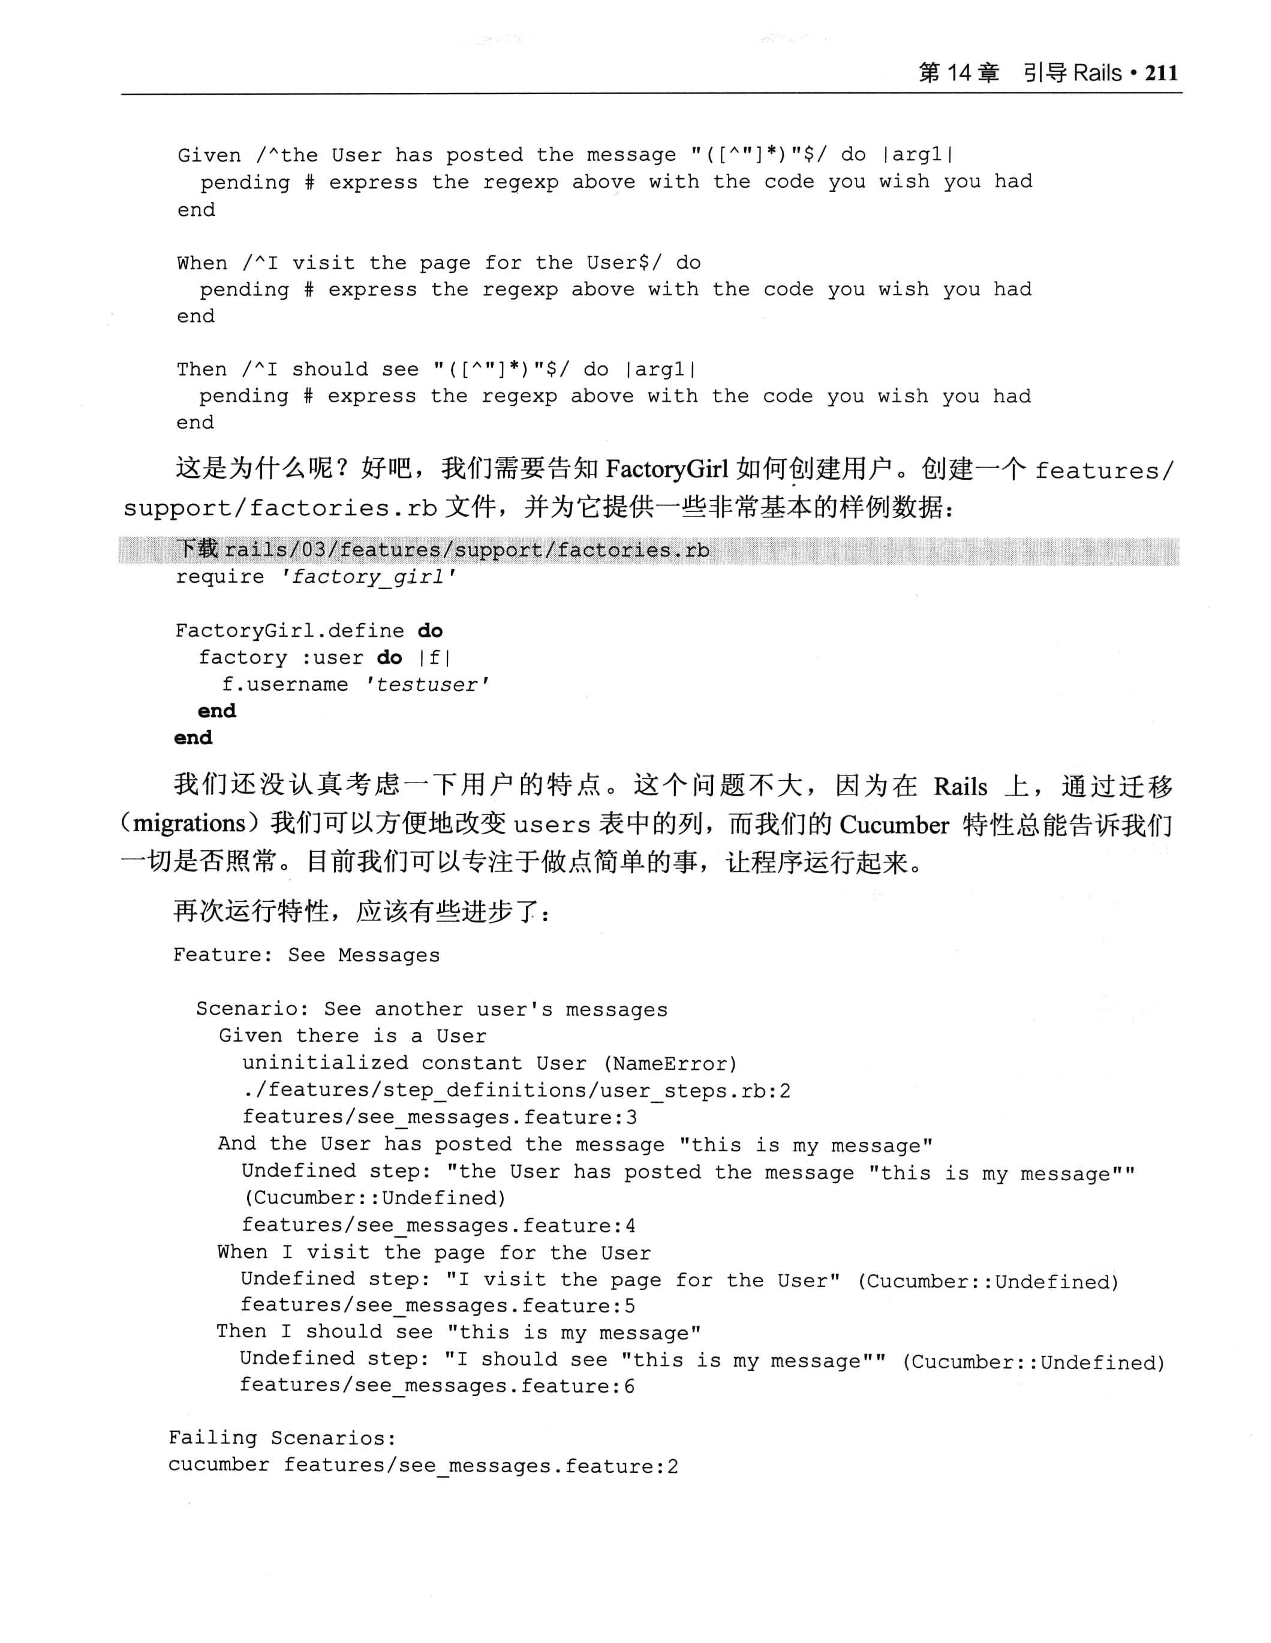 第 14 章 引导 Rails • 211
Given /^the User has posted the message "([^"]*)"$/ do |arg1|
  pending # express the regexp above with the code you wish you had
end
When /^I visit the page for the User$/ do
  pending # express the regexp above with the code you wish you had
end
Then /^I should see "([^"]*)"$/ do |arg1|
  pending # express the regexp above with the code you wish you had
end
这是为什么呢？好吧，我们需要告知 FactoryGirl 如何创建用户。创建一个 features/
support/factories.rb 文件，并为它提供一些非常基本的样例数据：
下载 rails/03/features/support/factories.rb
require 'factory_girl'
FactoryGirl.define do
  factory :user do |f|
    f.username 'testuser'
  end
end
我们还没认真考虑一下用户的特点。这个问题不大，因为在 Rails 上，通过迁移
（migrations）我们可以方便地改变 users 表中的列，而我们的 Cucumber 特性总能告诉我们
一切是否照常。目前我们可以专注于做点简单的事，让程序运行起来。
再次运行特性，应该有些进步了：
Feature: See Messages
  Scenario: See another user's messages
    Given there is a User
      uninitialized constant User (NameError)
      ./features/step_definitions/user_steps.rb:2
      features/see_messages.feature:3
    And the User has posted the message "this is my message"
      Undefined step: "the User has posted the message "this is my message""
      (Cucumber::Undefined)
      features/see_messages.feature:4
    When I visit the page for the User
      Undefined step: "I visit the page for the User" (Cucumber::Undefined)
      features/see_messages.feature:5
    Then I should see "this is my message"
      Undefined step: "I should see "this is my message"" (Cucumber::Undefined)
      features/see_messages.feature:6
Failing Scenarios:
cucumber features/see_messages.feature:2